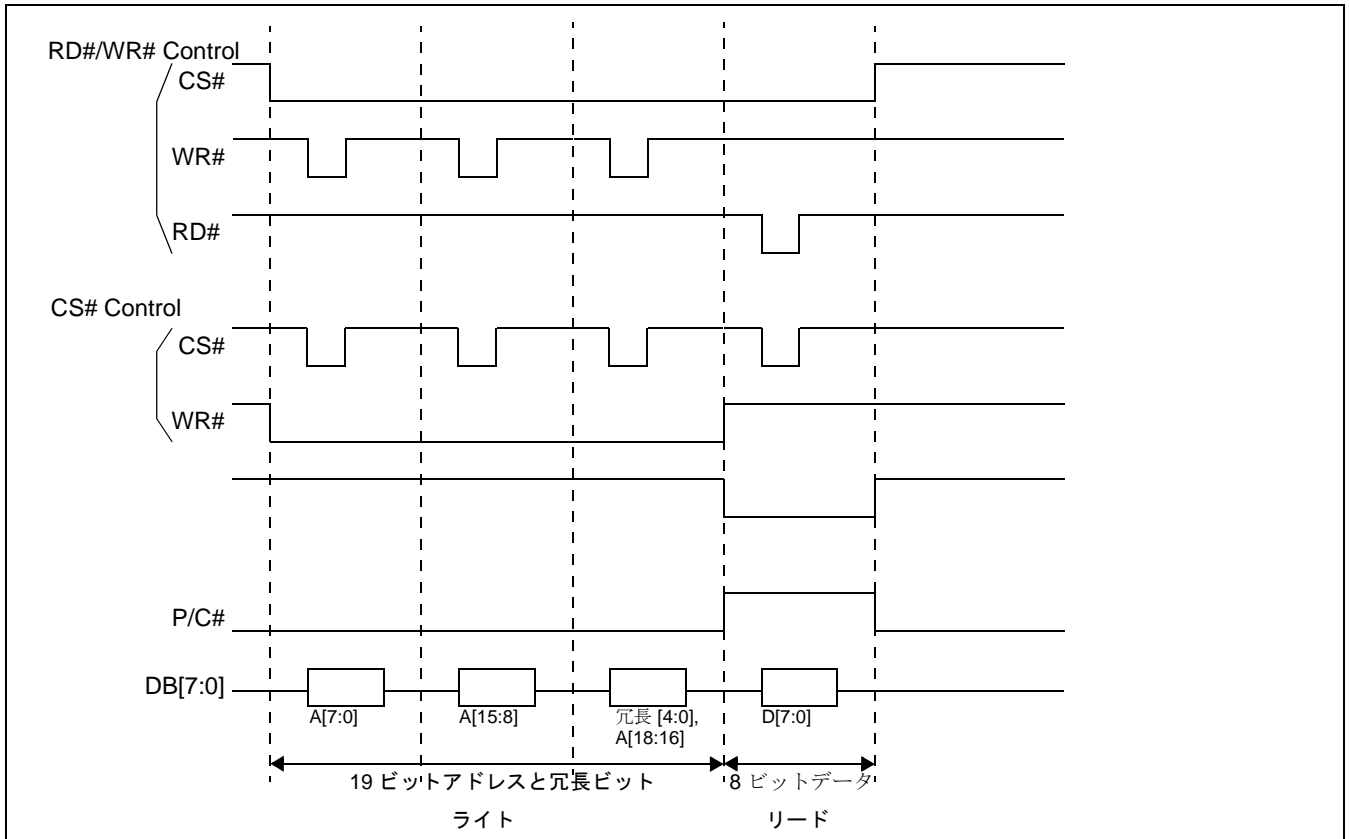 RD#/WR# Control
CS#
WR#
RD#
CS# Control
CS#
WR#
P/C#
DB[7:0]
A[7:0]
A[15:8]
冗長 [4:0],
A[18:16]
D[7:0]
19 ビットアドレスと冗長ビット
8 ビットデータ
ライト
リード